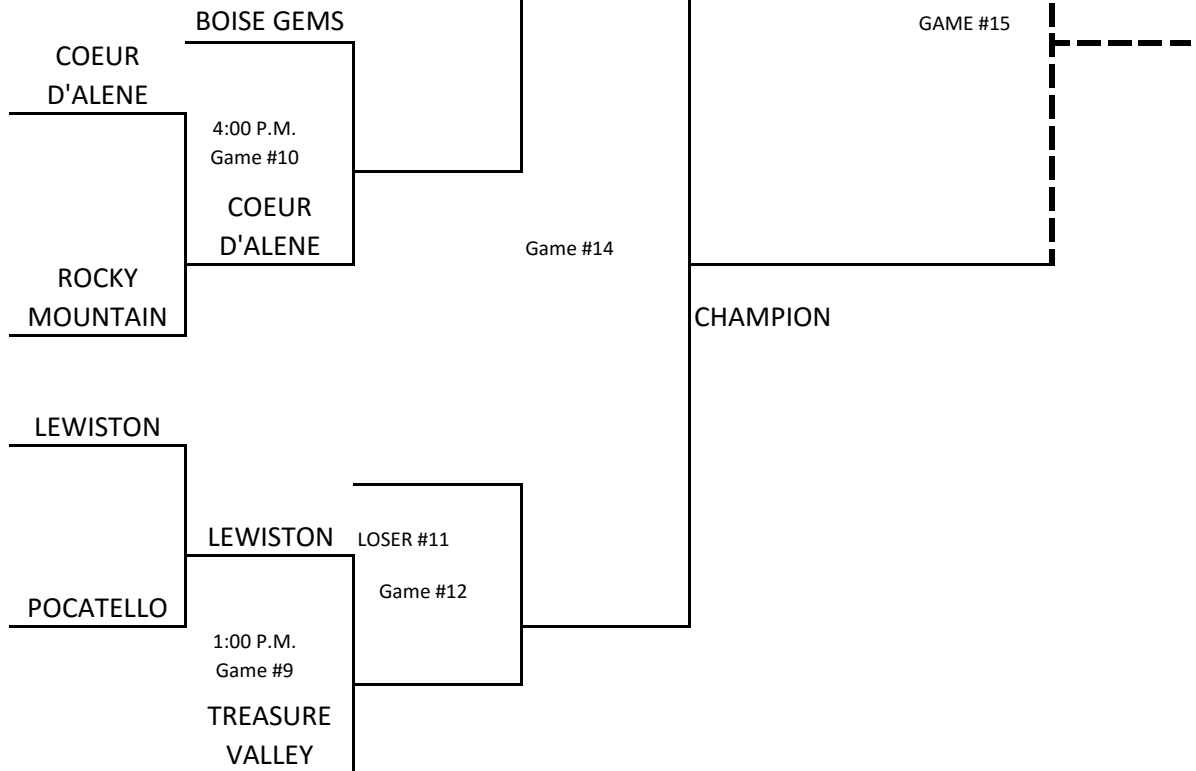 BOISE GEMS
GAME #15
COEUR
D'ALENE
4:00 P.M.
Game #10
COEUR
D'ALENE
Game #14
ROCKY
MOUNTAIN
CHAMPION
LEWISTON
LEWISTON
LOSER #11
Game #12
POCATELLO
1:00 P.M.
Game #9
TREASURE
VALLEY